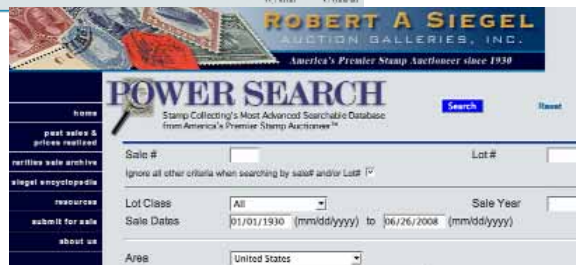 ROBERT A SIEGEL
AUCTION GALLERIES, INC.
America's Premier Stamp Auctioneer since 1930
POWER SEARCH
Stamp Collecting's Most Advanced Searchable Database
from America's Premier Stamp Auctioneer™
Search
Reset
home
past sales &
prices realized
rarities sale archive
siegel encyclopedia
resources
submit for sale
about us
Sale #
Lot #
Ignore all other criteria when searching by sale# and/or Lot#
Lot Class
All
Sale Year
Sale Dates
01/01/1930 (mm/dd/yyyy) to 06/26/2008 (mm/dd/yyyy)
Area
United States